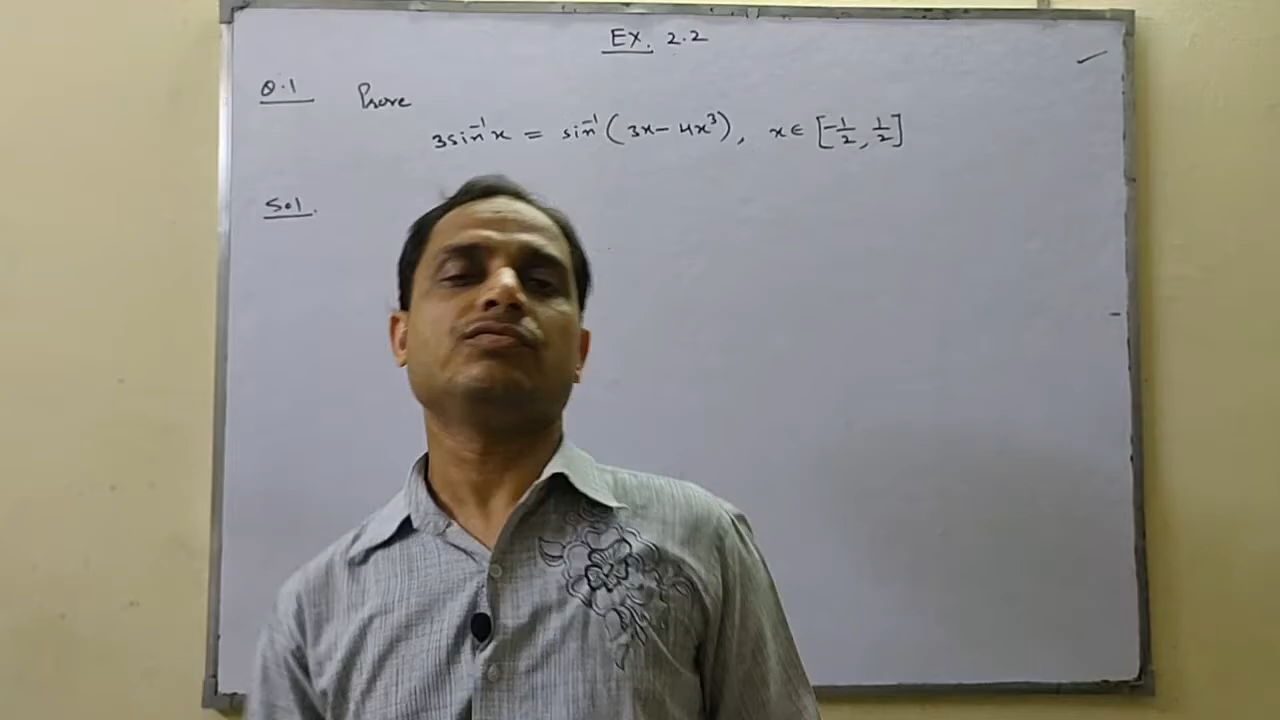 Ex. 2.2
Q.1 Prove
3sin⁻¹x = sin⁻¹(3x - 4x³), x ∈ [-1/2, 1/2]
Sol.